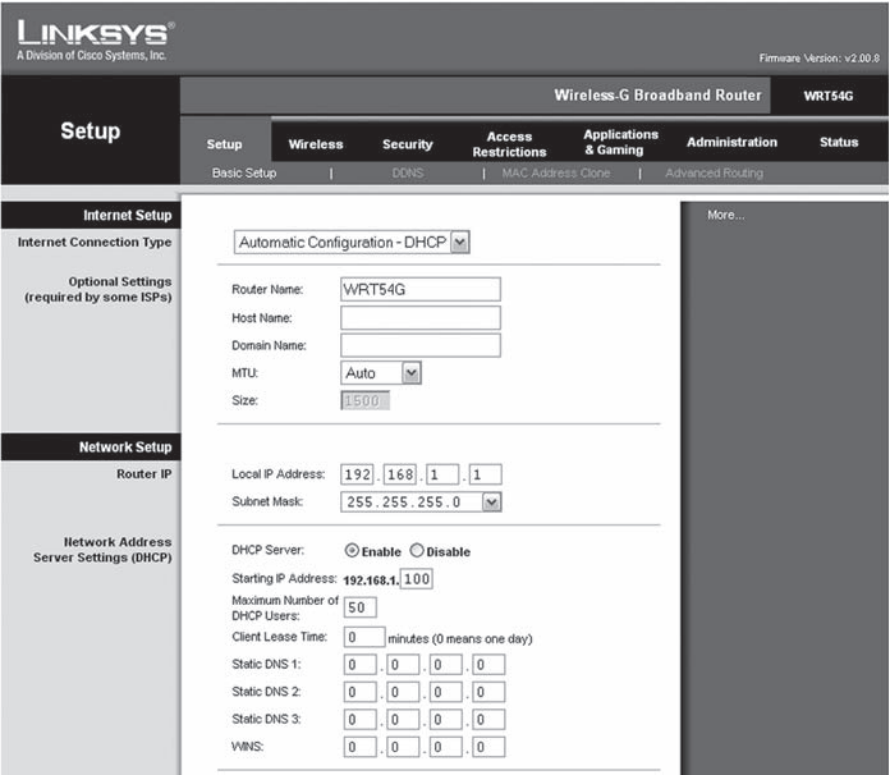 LINKSYS®
A Division of Cisco Systems, Inc.
Firmware Version: v2.00.8
Wireless-G Broadband Router WRT54G
Setup
Setup Wireless Security Access Restrictions Applications & Gaming Administration Status
Basic Setup | DDNS | MAC Address Clone | Advanced Routing
Internet Setup
More...
Internet Connection Type
Automatic Configuration - DHCP
Optional Settings
(required by some ISPs)
Router Name: WRT54G
Host Name:
Domain Name:
MTU: Auto
Size: 1500
Network Setup
Router IP
Local IP Address: 192 . 168 . 1 . 1
Subnet Mask: 255.255.255.0
Network Address
Server Settings (DHCP)
DHCP Server: Enable Disable
Starting IP Address: 192.168.1. 100
Maximum Number of
DHCP Users: 50
Client Lease Time: 0 minutes (0 means one day)
Static DNS 1: 0 . 0 . 0 . 0
Static DNS 2: 0 . 0 . 0 . 0
Static DNS 3: 0 . 0 . 0 . 0
WINS: 0 . 0 . 0 . 0